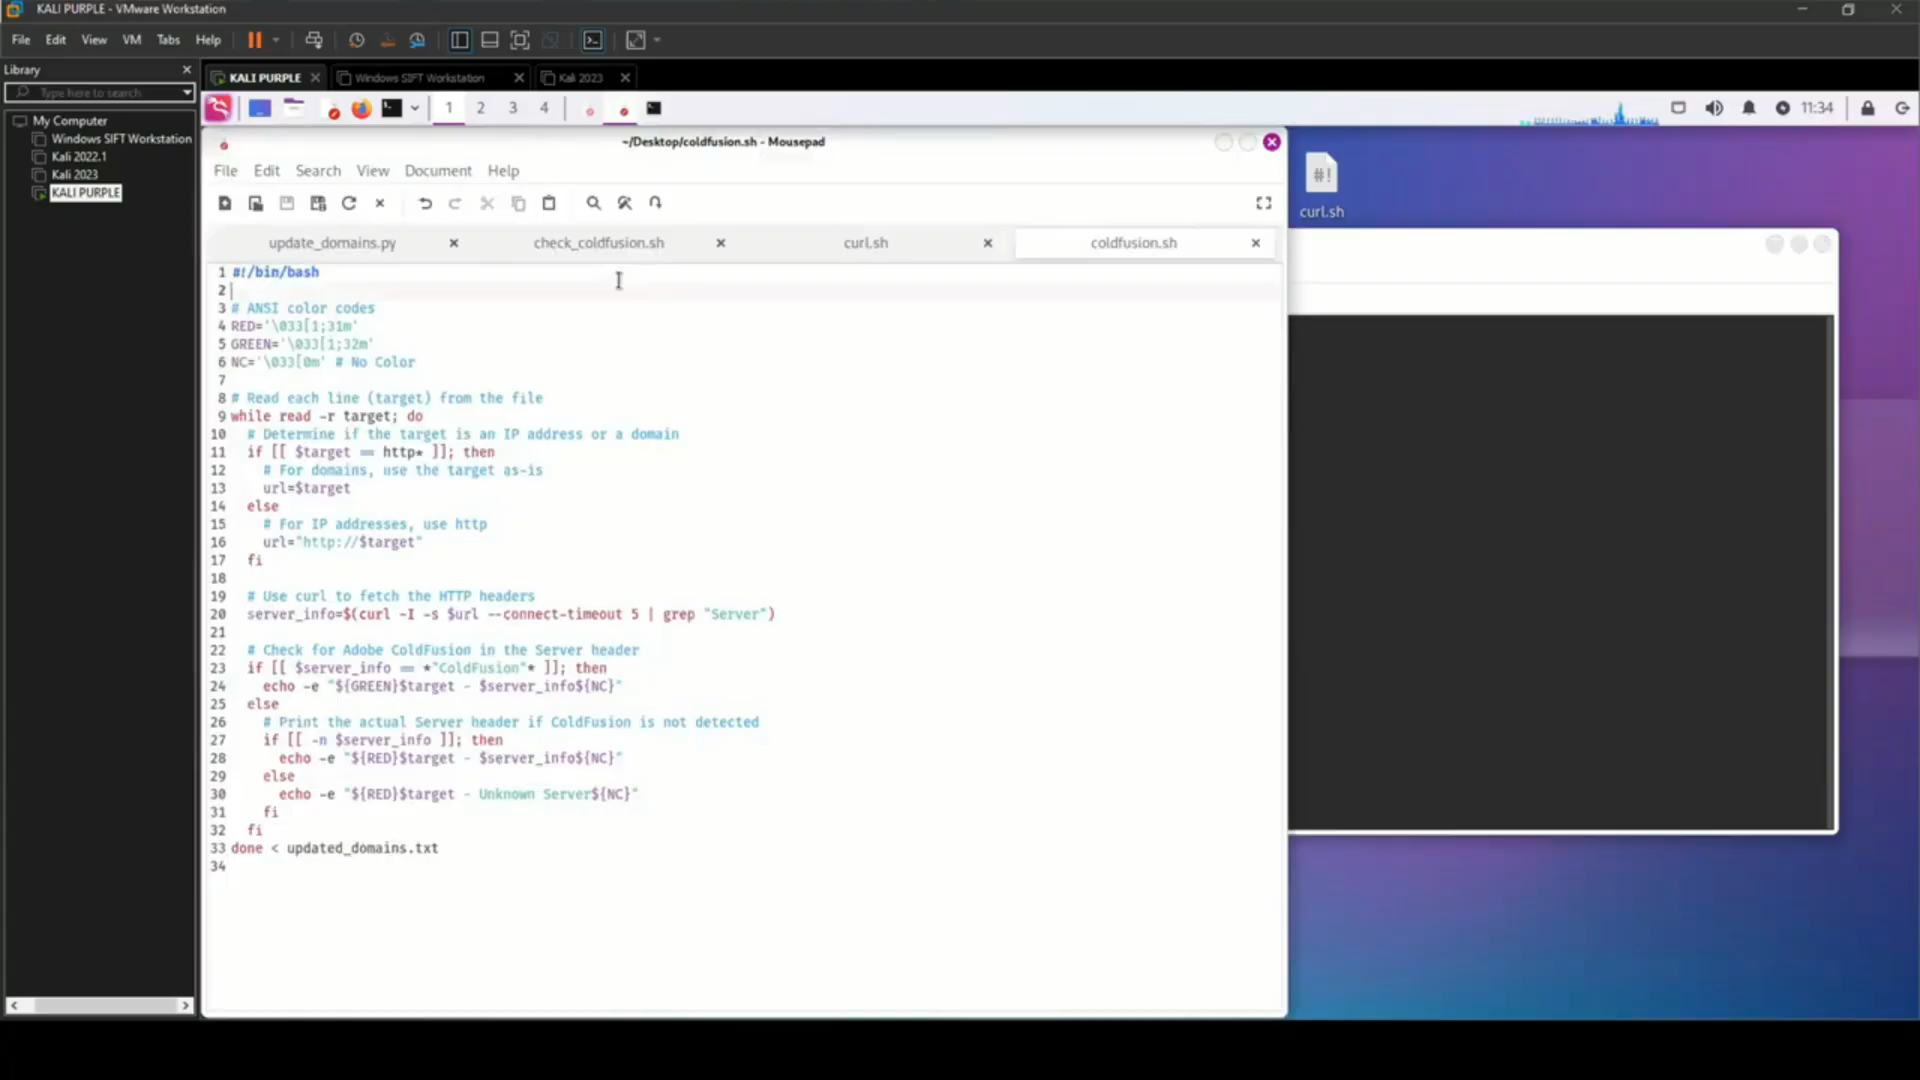 KALI PURPLE - VMware Workstation
File Edit View VM Tabs Help
Library
Type here to search
My Computer
Windows SIFT Workstation
Kali 2022.1
Kali 2023
KALI PURPLE
KALI PURPLE Windows SIFT Workstation Kali 2023
1 2 3 4 11:34
~/Desktop/coldfusion.sh - Mousepad
File Edit Search View Document Help
update_domains.py check_coldfusion.sh curl.sh coldfusion.sh
1 #!/bin/bash
2
3 # ANSI color codes
4 RED='\033[1;31m'
5 GREEN='\033[1;32m'
6 NC='\033[0m' # No Color
7
8 # Read each line (target) from the file
9 while read -r target; do
10   # Determine if the target is an IP address or a domain
11   if [[ $target == http* ]]; then
12     # For domains, use the target as-is
13     url=$target
14   else
15     # For IP addresses, use http
16     url="http://$target"
17   fi
18
19   # Use curl to fetch the HTTP headers
20   server_info=$(curl -I -s $url --connect-timeout 5 | grep "Server")
21
22   # Check for Adobe ColdFusion in the Server header
23   if [[ $server_info == *"ColdFusion"* ]]; then
24     echo -e "${GREEN}$target - $server_info${NC}"
25   else
26     # Print the actual Server header if ColdFusion is not detected
27     if [[ -n $server_info ]]; then
28       echo -e "${RED}$target - $server_info${NC}"
29     else
30       echo -e "${RED}$target - Unknown Server${NC}"
31     fi
32   fi
33 done < updated_domains.txt
34
#!
curl.sh